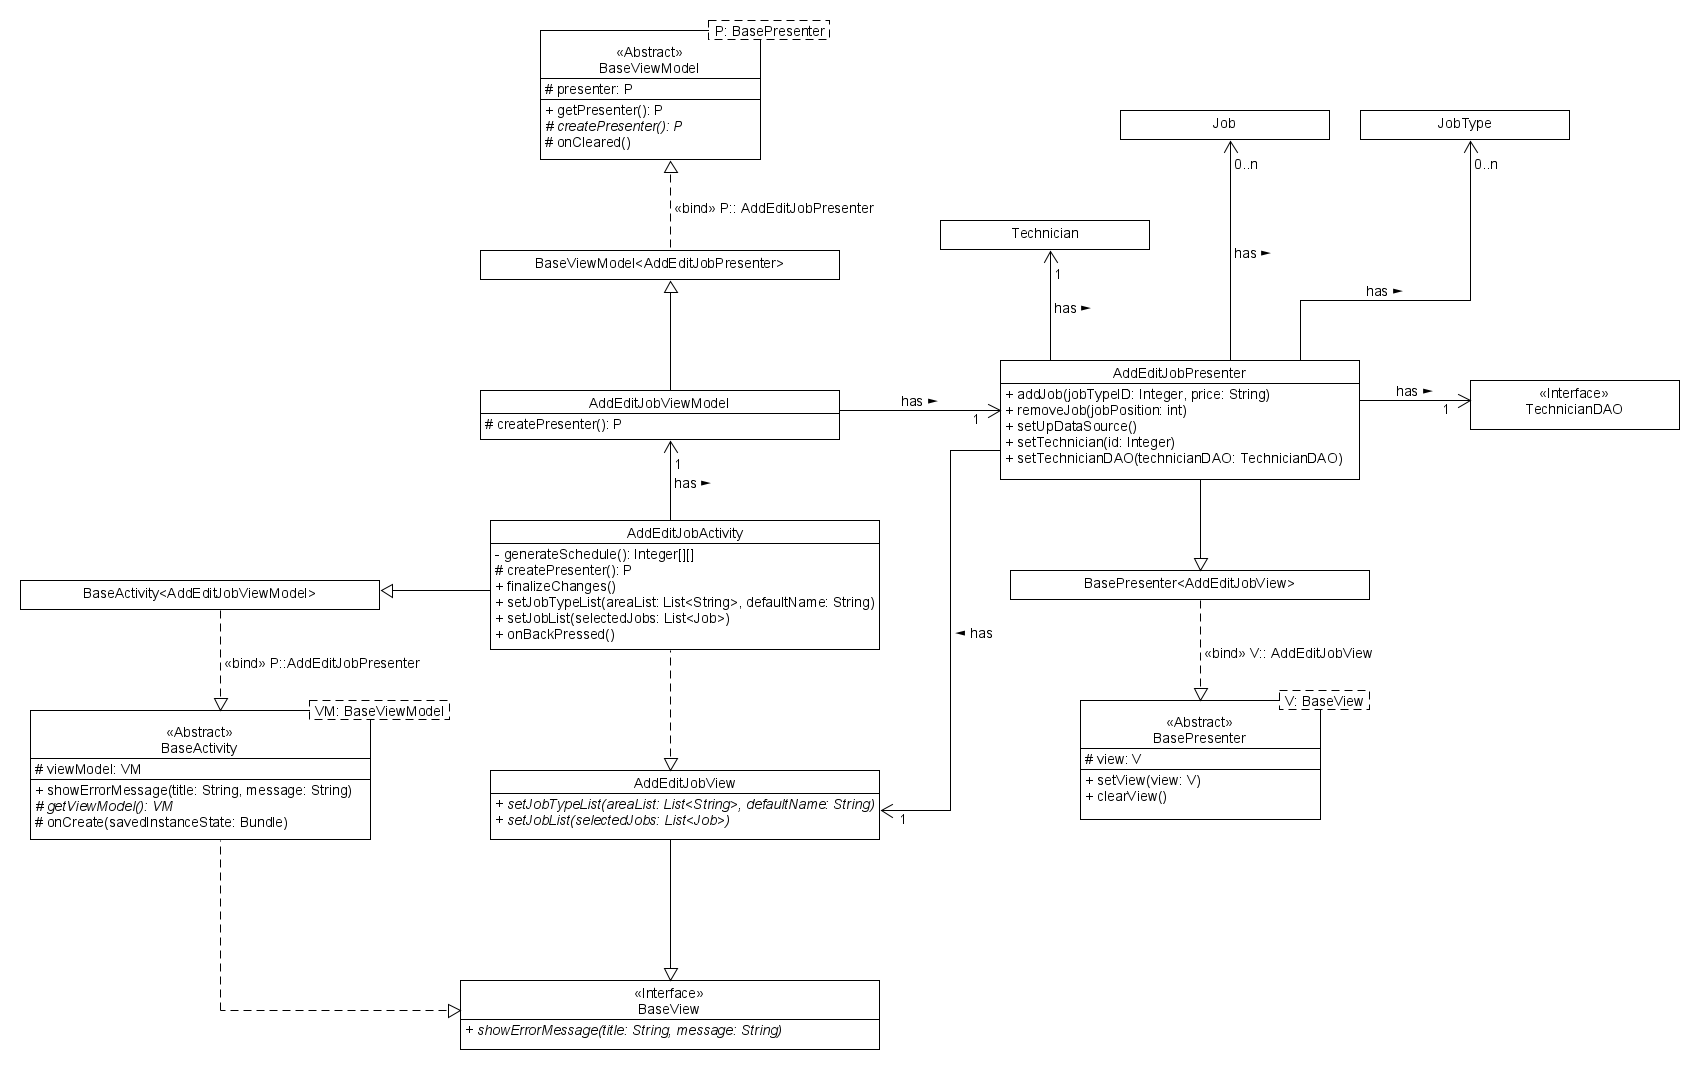 P: BasePresenter
«Abstract»
BaseViewModel
# presenter: P
+ getPresenter(): P
# createPresenter(): P
# onCleared()
«bind» P:: AddEditJobPresenter
BaseViewModel<AddEditJobPresenter>
Job
JobType
0..n
0..n
Technician
1
has ►
has ►
has ►
AddEditJobViewModel
# createPresenter(): P
has ►
1
AddEditJobPresenter
+ addJob(jobTypeID: Integer, price: String)
+ removeJob(jobPosition: int)
+ setUpDataSource()
+ setTechnician(id: Integer)
+ setTechnicianDAO(technicianDAO: TechnicianDAO)
has ►
1
«Interface»
TechnicianDAO
1
has ►
AddEditJobActivity
- generateSchedule(): Integer[][]
# createPresenter(): P
+ finalizeChanges()
+ setJobTypeList(areaList: List<String>, defaultName: String)
+ setJobList(selectedJobs: List<Job>)
+ onBackPressed()
BaseActivity<AddEditJobViewModel>
«bind» P::AddEditJobPresenter
◄ has
BasePresenter<AddEditJobView>
«bind» V:: AddEditJobView
VM: BaseViewModel
«Abstract»
BaseActivity
# viewModel: VM
+ showErrorMessage(title: String, message: String)
# getViewModel(): VM
# onCreate(savedInstanceState: Bundle)
AddEditJobView
+ setJobTypeList(areaList: List<String>, defaultName: String)
+ setJobList(selectedJobs: List<Job>)
1
V: BaseView
«Abstract»
BasePresenter
# view: V
+ setView(view: V)
+ clearView()
«Interface»
BaseView
+ showErrorMessage(title: String, message: String)